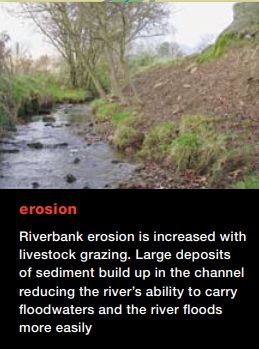 erosion
Riverbank erosion is increased with
livestock grazing. Large deposits
of sediment build up in the channel
reducing the river's ability to carry
floodwaters and the river floods
more easily